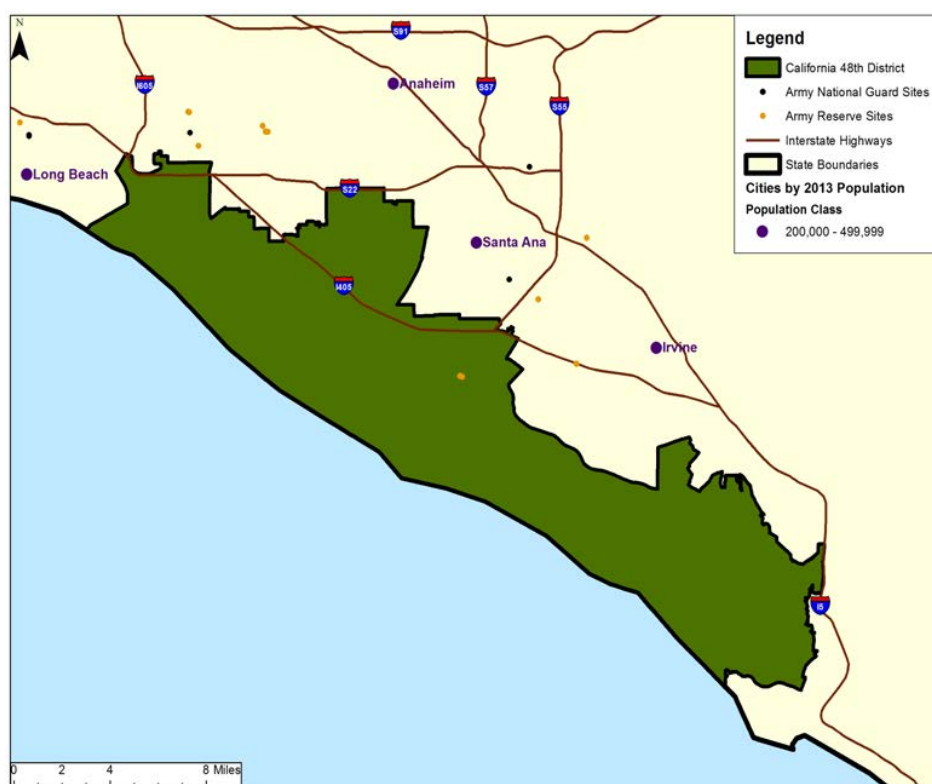 N
Legend
California 48th District
Army National Guard Sites
Army Reserve Sites
Interstate Highways
State Boundaries
Cities by 2013 Population
Population Class
200,000 - 499,999
S91
I605
Anaheim
S57
S55
Long Beach
S22
Santa Ana
I405
Irvine
I5
0 2 4 8 Miles